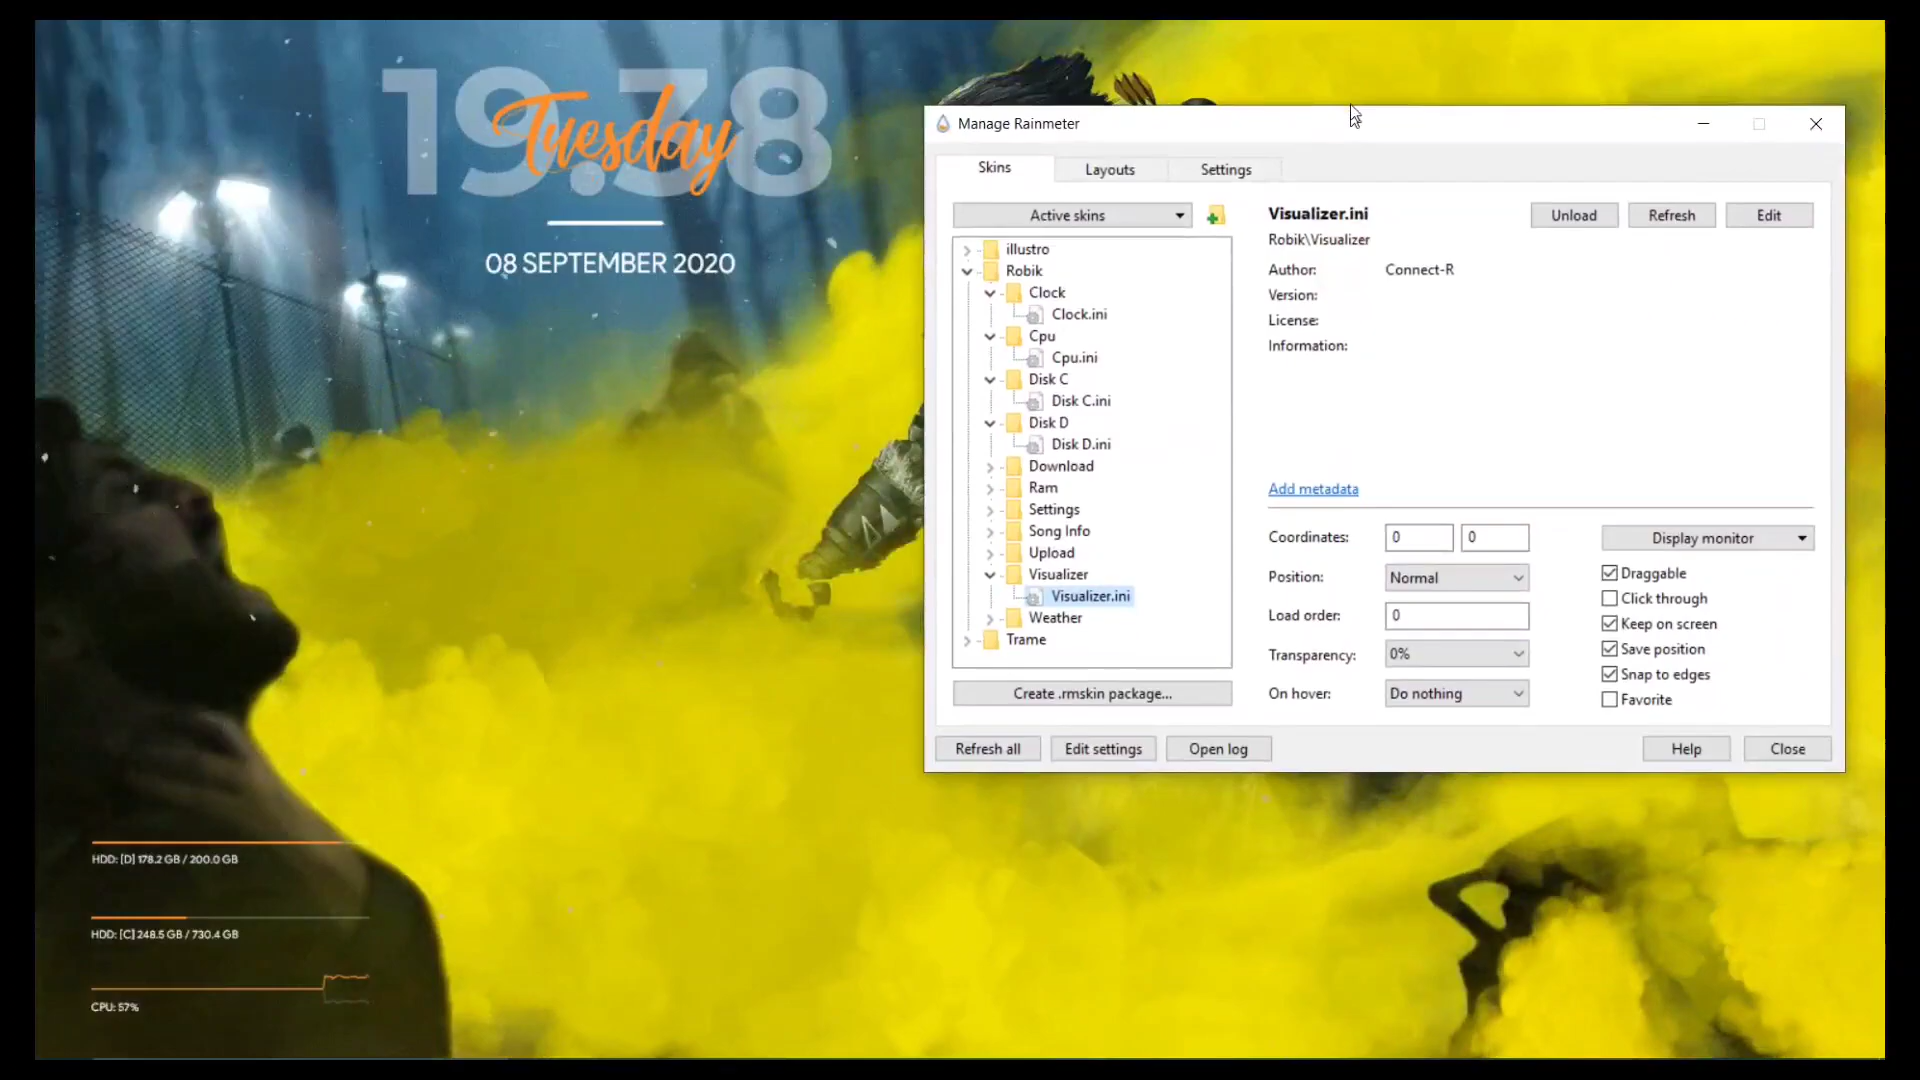 19.38
Tuesday
08 SEPTEMBER 2020
HDD: [D] 178.2 GB / 200.0 GB
HDD: [C] 248.5 GB / 730.4 GB
CPU: 57%
Manage Rainmeter
Skins Layouts Settings
Active skins
illustro
Robik
Clock
Clock.ini
Cpu
Cpu.ini
Disk C
Disk C.ini
Disk D
Disk D.ini
Download
Ram
Settings
Song Info
Upload
Visualizer
Visualizer.ini
Weather
Trame
Create .rmskin package...
Visualizer.ini Unload Refresh Edit
Robik\Visualizer
Author: Connect-R
Version:
License:
Information:
Add metadata
Coordinates: 0 0 Display monitor
Position: Normal
Load order: 0
Transparency: 0%
On hover: Do nothing
Draggable
Click through
Keep on screen
Save position
Snap to edges
Favorite
Refresh all Edit settings Open log Help Close